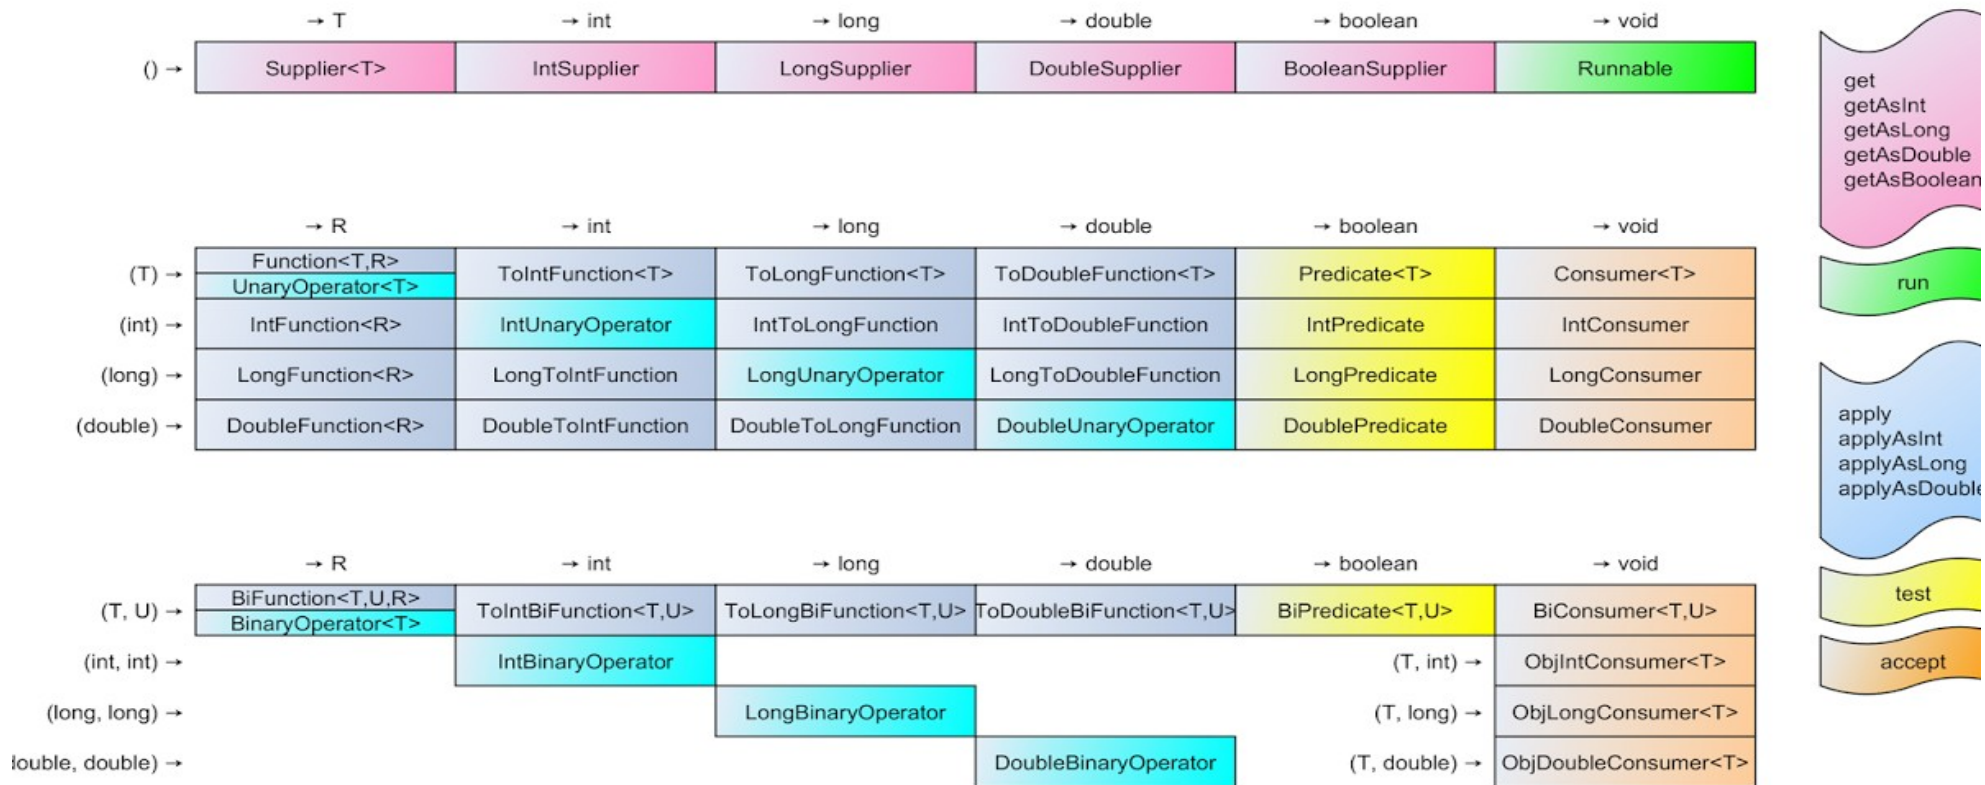 → T → int → long → double → boolean → void
() → Supplier<T> IntSupplier LongSupplier DoubleSupplier BooleanSupplier Runnable
→ R → int → long → double → boolean → void
(T) → Function<T,R> ToIntFunction<T> ToLongFunction<T> ToDoubleFunction<T> Predicate<T> Consumer<T>
UnaryOperator<T>
(int) → IntFunction<R> IntUnaryOperator IntToLongFunction IntToDoubleFunction IntPredicate IntConsumer
(long) → LongFunction<R> LongToIntFunction LongUnaryOperator LongToDoubleFunction LongPredicate LongConsumer
(double) → DoubleFunction<R> DoubleToIntFunction DoubleToLongFunction DoubleUnaryOperator DoublePredicate DoubleConsumer
→ R → int → long → double → boolean → void
(T, U) → BiFunction<T,U,R> ToIntBiFunction<T,U> ToLongBiFunction<T,U> ToDoubleBiFunction<T,U> BiPredicate<T,U> BiConsumer<T,U>
BinaryOperator<T>
(int, int) → IntBinaryOperator (T, int) → ObjIntConsumer<T>
(long, long) → LongBinaryOperator (T, long) → ObjLongConsumer<T>
double) → DoubleBinaryOperator (T, double) → ObjDoubleConsumer<T>
get
getAsInt
getAsLong
getAsDouble
getAsBoolean
run
apply
applyAsInt
applyAsLong
applyAsDouble
test
accept